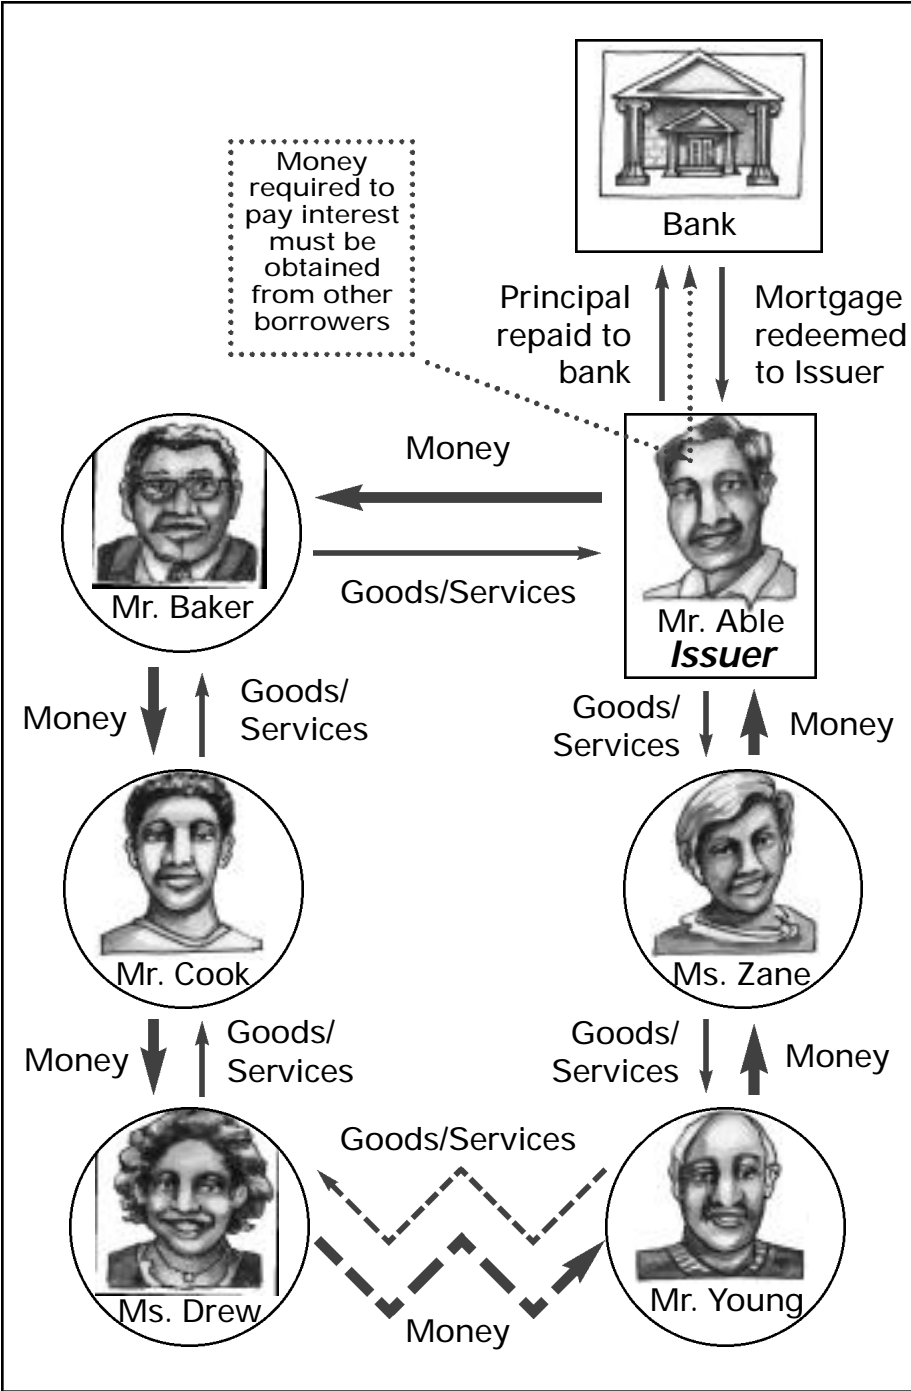 Bank
Money
required to
pay interest
must be
obtained
from other
borrowers
Principal
repaid to
bank
Mortgage
redeemed
to Issuer
Money
Goods/Services
Mr. Baker
Mr. Able
Issuer
Money
Goods/
Services
Goods/
Services
Money
Mr. Cook
Ms. Zane
Money
Goods/
Services
Goods/
Services
Money
Goods/Services
Ms. Drew
Mr. Young
Money